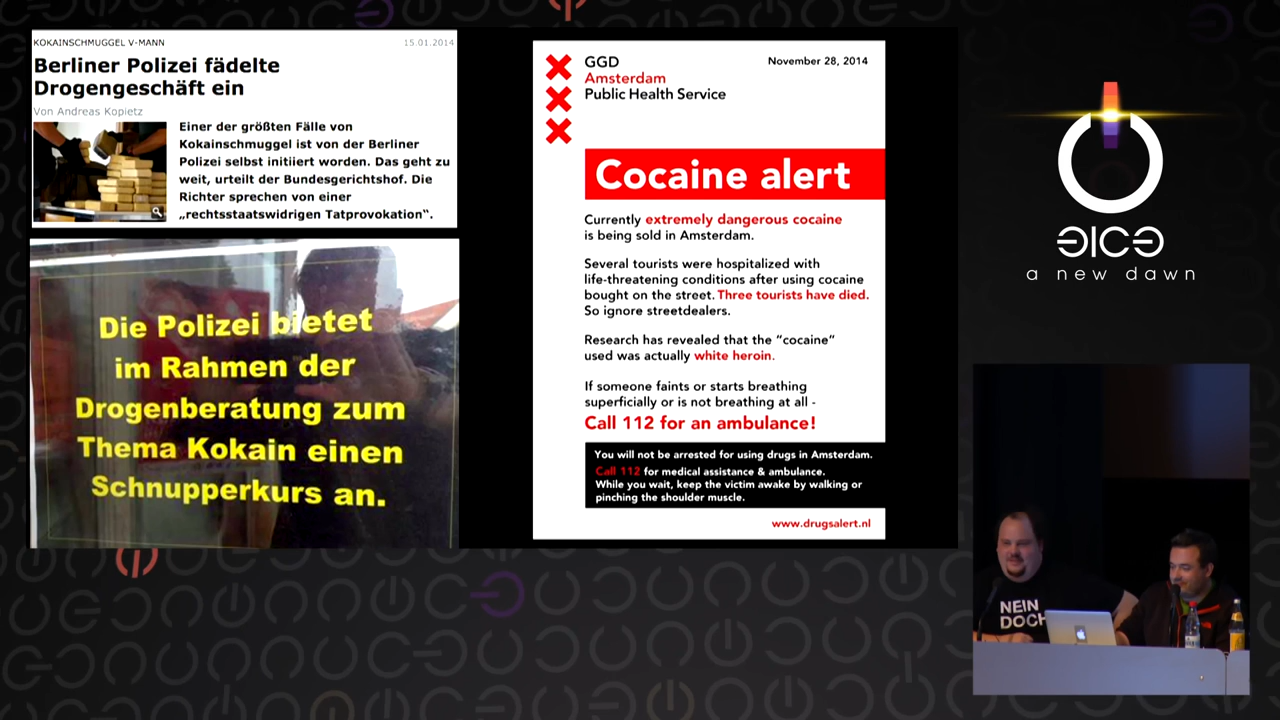 KOKAINSCHMUGGEL V-MANN 15.01.2014
Berliner Polizei fädelte
Drogengeschäft ein
Von Andreas Kopietz
Einer der größten Fälle von
Kokainschmuggel ist von der Berliner
Polizei selbst initiiert worden. Das geht zu
weit, urteilt der Bundesgerichtshof. Die
Richter sprechen von einer
„rechtsstaatswidrigen Tatprovokation“.
Die Polizei bietet
im Rahmen der
Drogenberatung zum
Thema Kokain einen
Schnupperkurs an.
GGD November 28, 2014
Amsterdam
Public Health Service
Cocaine alert
Currently extremely dangerous cocaine
is being sold in Amsterdam.
Several tourists were hospitalized with
life-threatening conditions after using cocaine
bought on the street. Three tourists have died.
So ignore streetdealers.
Research has revealed that the “cocaine”
used was actually white heroin.
If someone faints or starts breathing
superficially or is not breathing at all -
Call 112 for an ambulance!
You will not be arrested for using drugs in Amsterdam.
Call 112 for medical assistance & ambulance.
While you wait, keep the victim awake by walking or
pinching the shoulder muscle.
www.drugsalert.nl
a new dawn
NEIN
DOCH